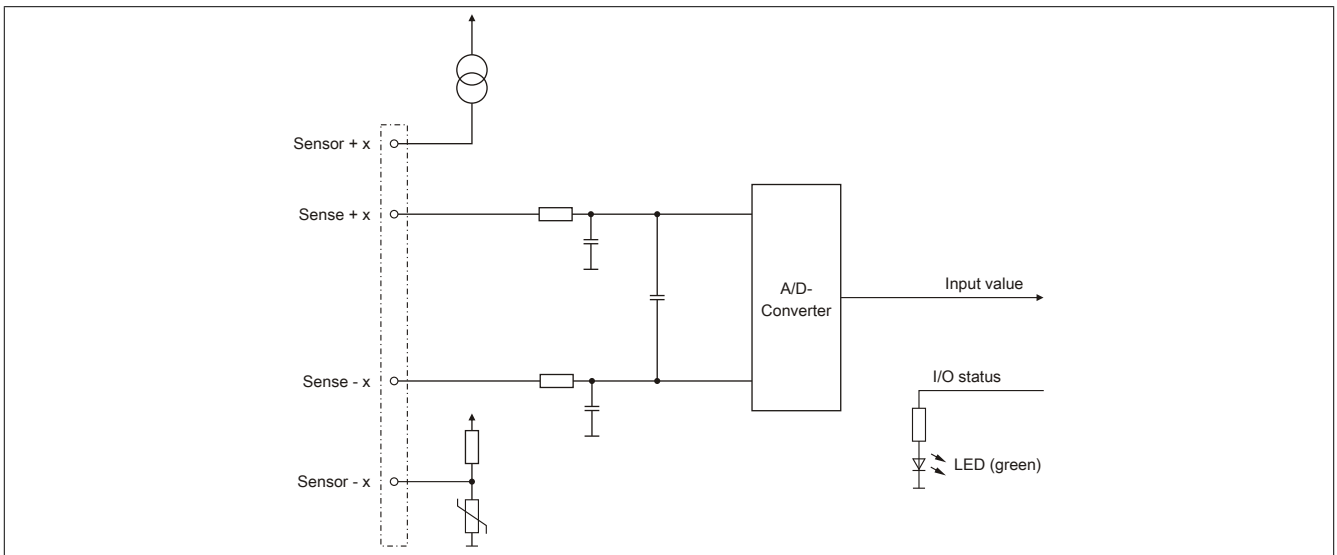 Sensor + x
Sense + x
A/D-
Converter
Input value
Sense - x
I/O status
LED (green)
Sensor - x